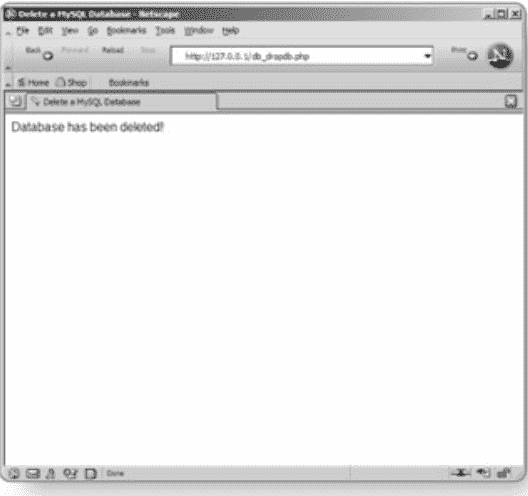 Delete a MySQL Database - Netscape
File Edit View Go Bookmarks Tools Window Help
Back Forward Reload Stop http://127.0.0.1/db_dropdb.php Print N
Home Shop Bookmarks
Delete a MySQL Database
Database has been deleted!
Done